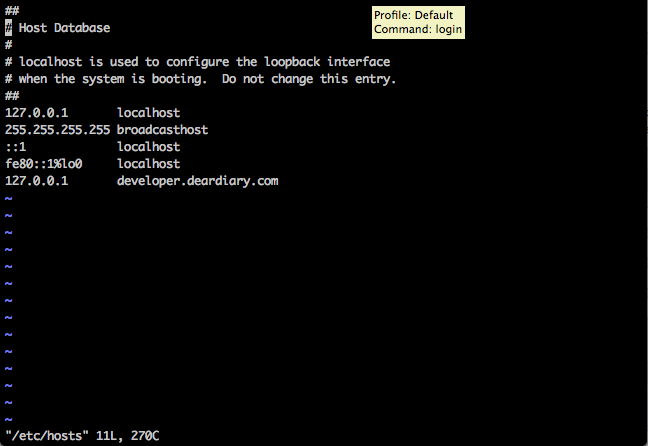 ##
# Host Database
#
# localhost is used to configure the loopback interface
# when the system is booting.  Do not change this entry.
##
127.0.0.1       localhost
255.255.255.255 broadcasthost
::1             localhost
fe80::1%lo0     localhost
127.0.0.1       developer.deardiary.com
~
~
~
~
~
~
~
~
~
~
~
~
~
~
"/etc/hosts" 11L, 270C
Profile: Default
Command: login